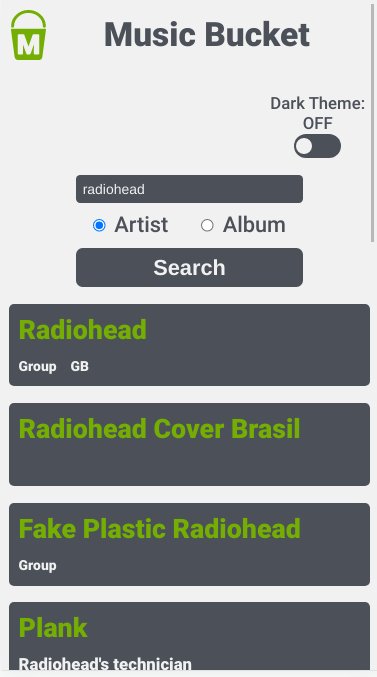 M
Music Bucket
Dark Theme:
OFF
radiohead
Artist
Album
Search
Radiohead
Group GB
Radiohead Cover Brasil
Fake Plastic Radiohead
Group
Plank
Radiohead's technician